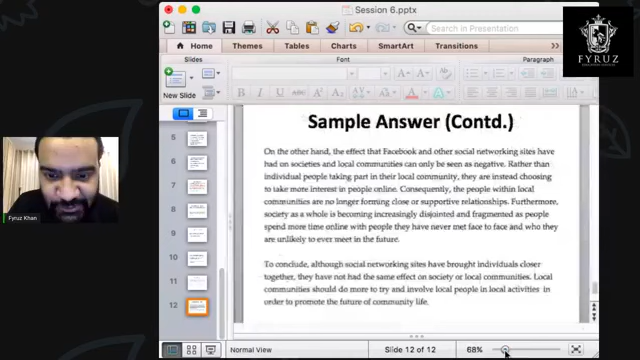 Session 6.pptx
Search in Presentation
Home Themes Tables Charts SmartArt Transitions
Slides Font Paragraph
New Slide
FYRUZ
Sample Answer (Contd.)
On the other hand, the effect that Facebook and other social networking sites have
had on societies and local communities can only be seen as negative. Rather than
individual people taking part in their local community, they are instead choosing
to take more interest in people online. Consequently, the people within local
communities are no longer forming close or supportive relationships. Furthermore,
society as a whole is becoming increasingly disjointed and fragmented as people
spend more time online with people they have never met face to face and who they
are unlikely to ever meet in the future.
To conclude, although social networking sites have brought individuals closer
together, they have not had the same effect on society or local communities. Local
communities should do more to try and involve local people in local activities in
order to promote the future of community life.
5
6
7
8
9
10
11
12
Fyruz Khan
Normal View Slide 12 of 12 68%